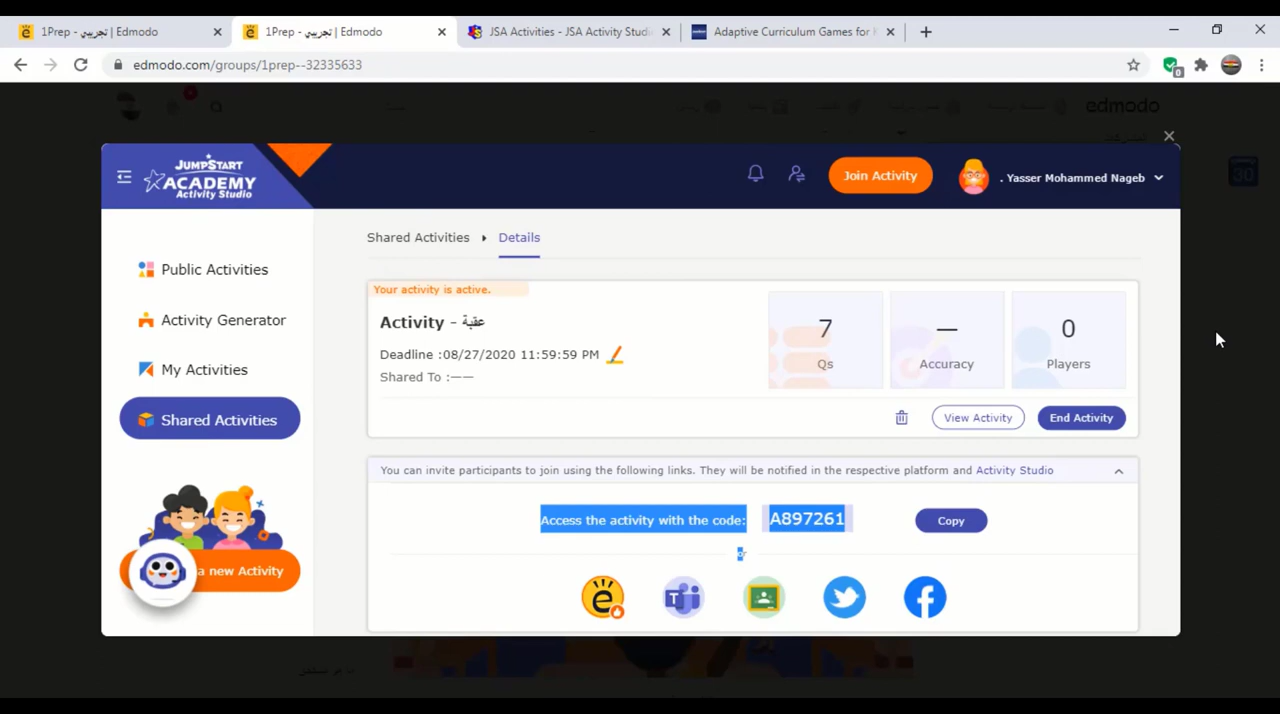 1Prep - تجريبي | Edmodo
1Prep - تجريبي | Edmodo
JSA Activities - JSA Activity Studi
Adaptive Curriculum Games for K
edmodo.com/groups/1prep--32335633
0
edmodo
30
JUMPSTART
ACADEMY
Activity Studio
Join Activity
. Yasser Mohammed Nageb
Public Activities
Activity Generator
My Activities
Shared Activities
a new Activity
Shared Activities
Details
Your activity is active.
Activity - عقبة
Deadline :08/27/2020 11:59:59 PM
Shared To :——
7
Qs
—
Accuracy
0
Players
View Activity
End Activity
You can invite participants to join using the following links. They will be notified in the respective platform and Activity Studio
Access the activity with the code:
A897261
Copy
or